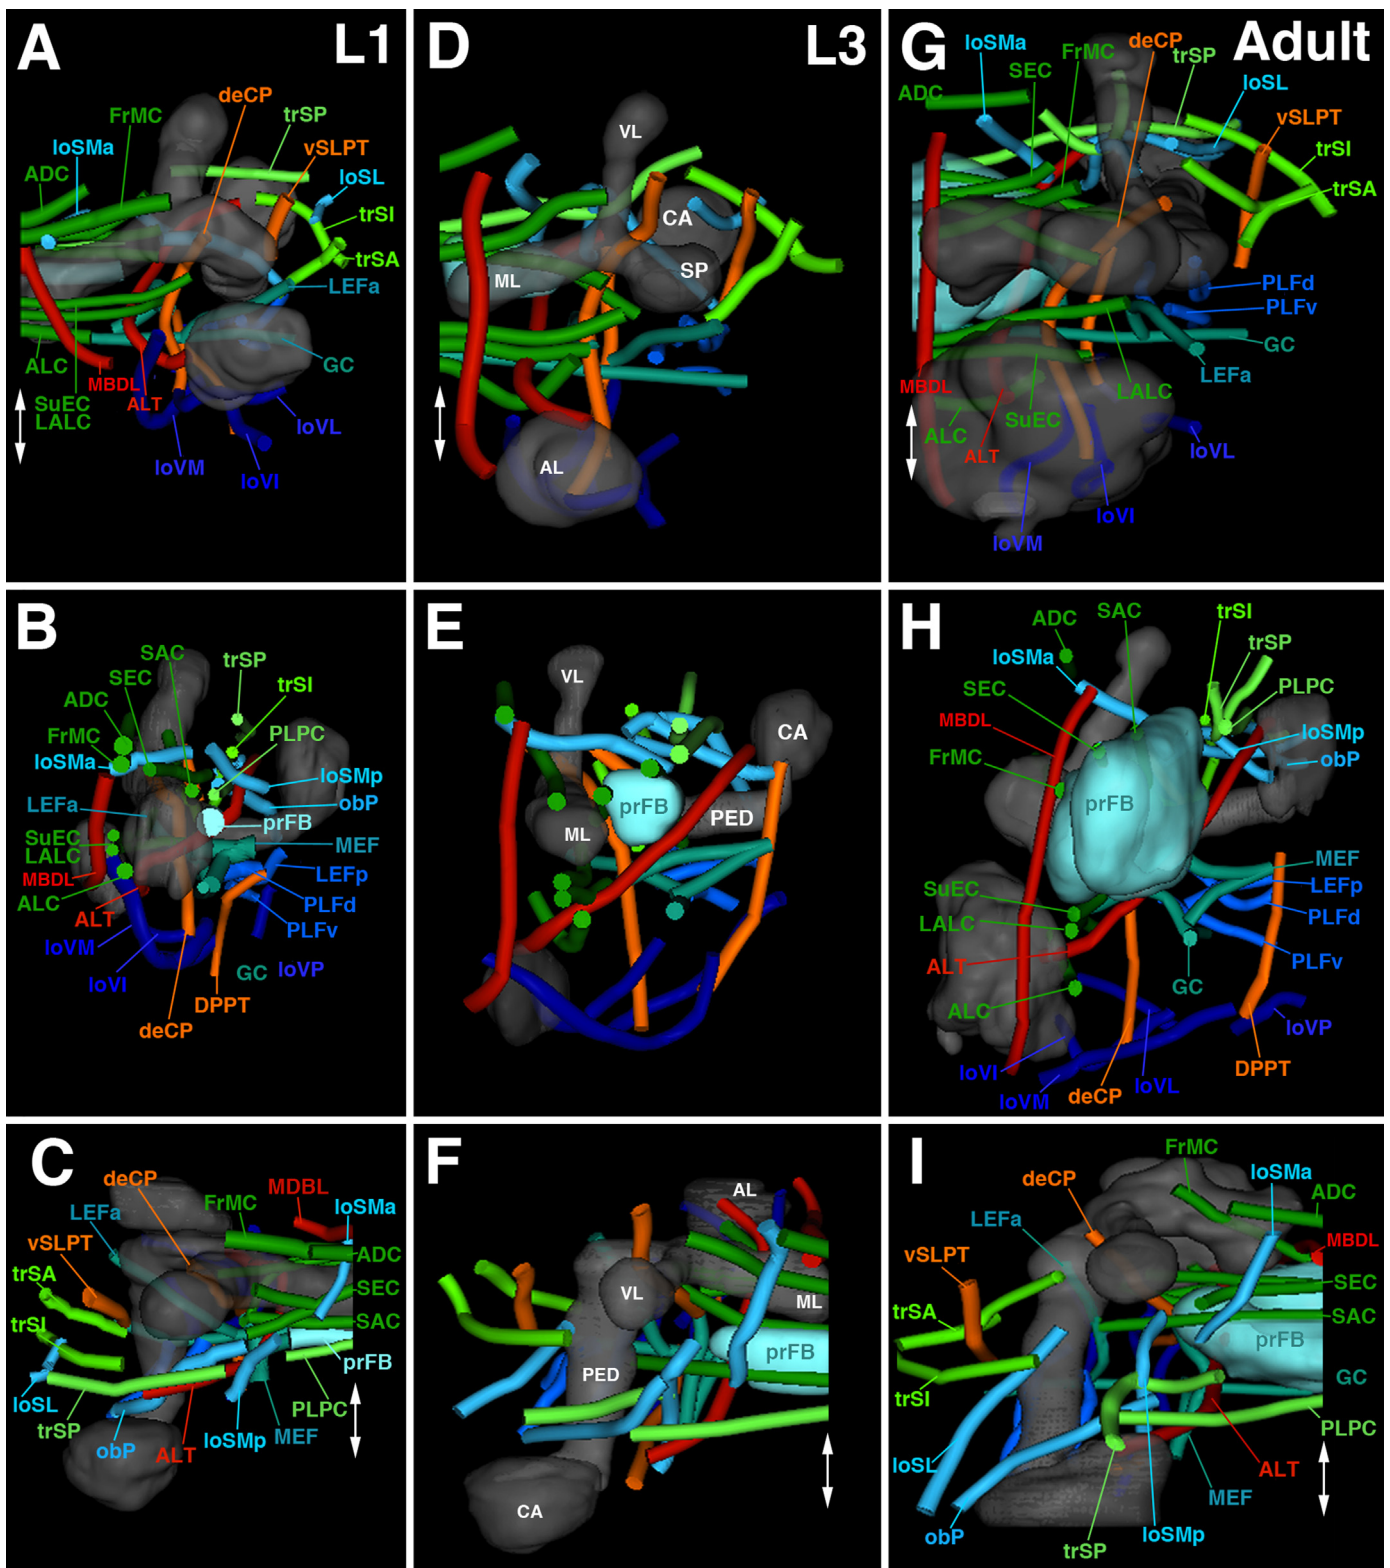 A
L1
deCP
FrMC
trSP
loSMa
vSLPT
ADC
loSL
trSI
trSA
LEFa
ALC
MBDL
GC
SuEC
ALT
LALC
loVL
loVM
loVI
D
L3
VL
CA
SP
ML
AL
G
Adult
loSMa
deCP
FrMC
trSP
SEC
loSL
ADC
vSLPT
trSI
trSA
PLFd
PLFv
GC
LEFa
MBDL
LALC
SuEC
ALC
ALT
loVL
loVI
loVM
B
SAC
trSP
SEC
trSI
ADC
PLPC
FrMC
loSMa
loSMp
LEFa
obP
prFB
SuEC
MEF
LALC
MBDL
LEFp
ALC
PLFd
ALT
PLFv
loVM
GC
loVP
loVI
DPPT
deCP
E
VL
CA
prFB
PED
ML
H
SAC
trSI
ADC
trSP
loSMa
SEC
PLPC
MBDL
loSMp
FrMC
obP
prFB
MEF
SuEC
LEFp
LALC
PLFd
ALT
PLFv
GC
ALC
loVP
loVI
DPPT
loVL
loVM
deCP
C
deCP
MDBL
FrMC
loSMa
LEFa
vSLPT
ADC
trSA
SEC
trSI
SAC
prFB
loSL
PLPC
trSP
loSMp
MEF
obP
ALT
F
AL
VL
ML
prFB
PED
CA
I
FrMC
deCP
loSMa
ADC
LEFa
MBDL
vSLPT
SEC
trSA
SAC
prFB
GC
trSI
PLPC
loSL
ALT
MEF
obP
loSMp
trSP